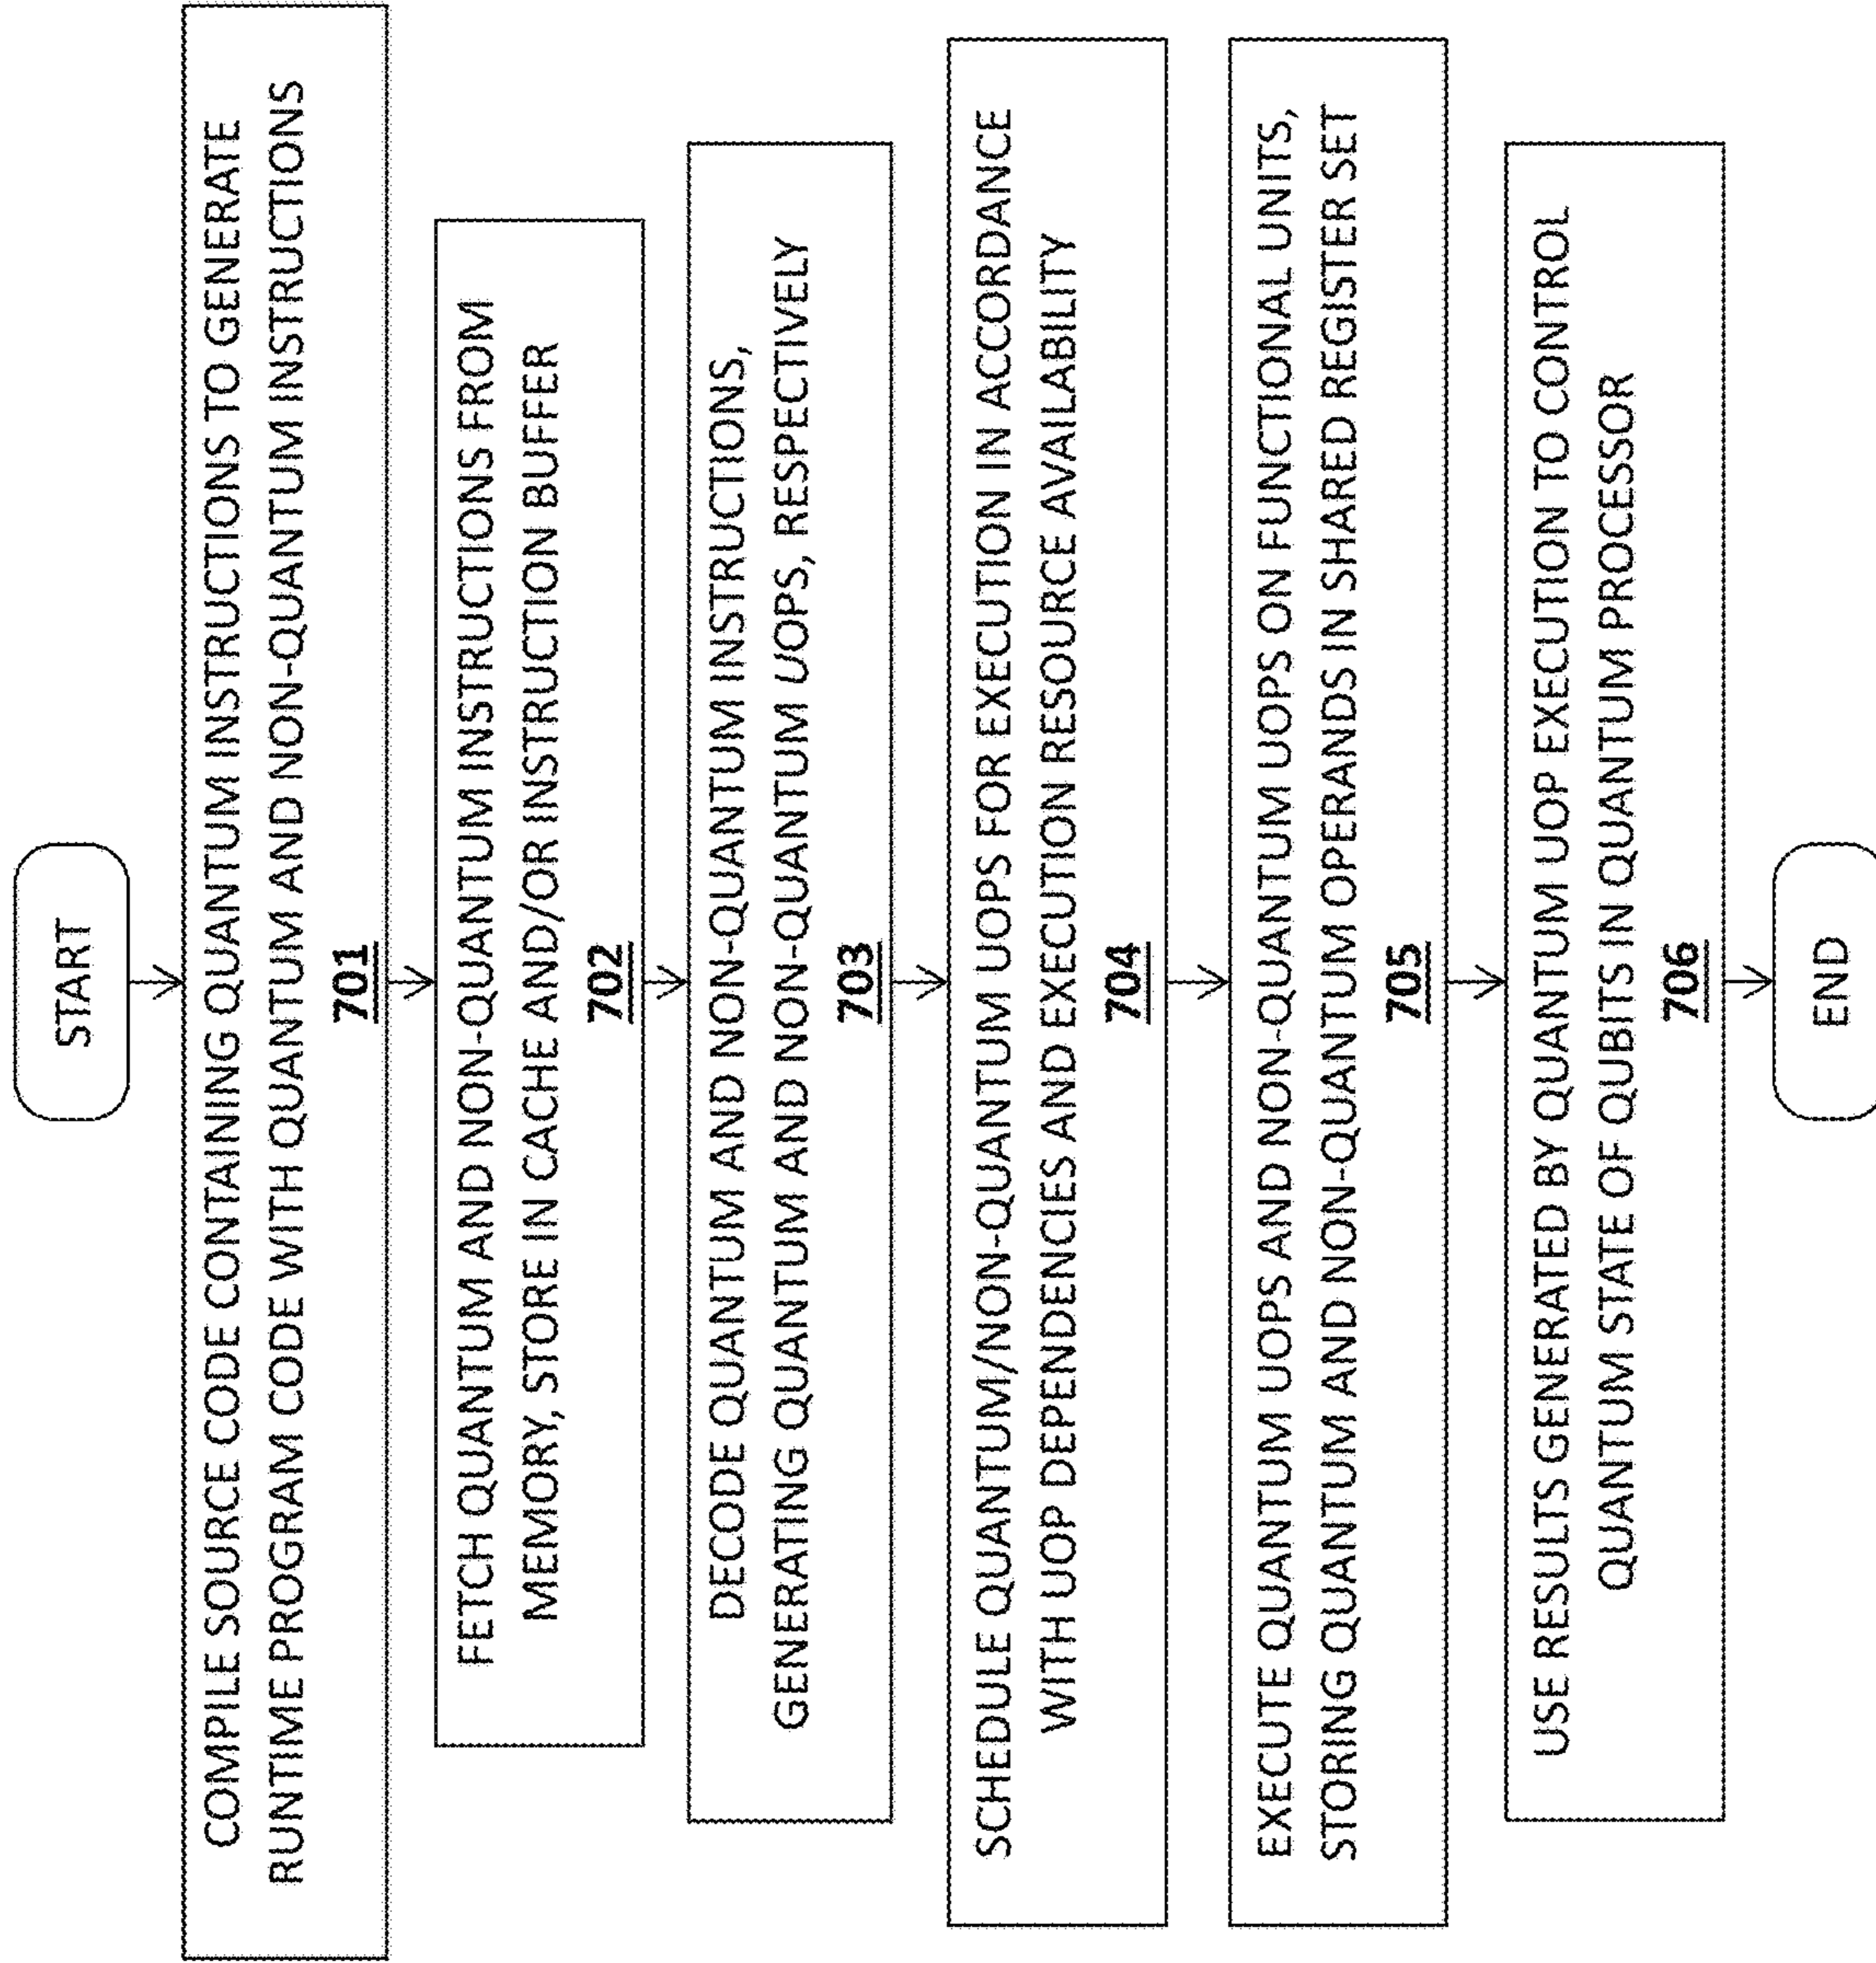 START
COMPILE SOURCE CODE CONTAINING QUANTUM INSTRUCTIONS TO GENERATE
RUNTIME PROGRAM CODE WITH QUANTUM AND NON-QUANTUM INSTRUCTIONS
701
FETCH QUANTUM AND NON-QUANTUM INSTRUCTIONS FROM
MEMORY, STORE IN CACHE AND/OR INSTRUCTION BUFFER
702
DECODE QUANTUM AND NON-QUANTUM INSTRUCTIONS,
GENERATING QUANTUM AND NON-QUANTUM UOPS, RESPECTIVELY
703
SCHEDULE QUANTUM/NON-QUANTUM UOPS FOR EXECUTION IN ACCORDANCE
WITH UOP DEPENDENCIES AND EXECUTION RESOURCE AVAILABILITY
704
EXECUTE QUANTUM UOPS AND NON-QUANTUM UOPS ON FUNCTIONAL UNITS,
STORING QUANTUM AND NON-QUANTUM OPERANDS IN SHARED REGISTER SET
705
USE RESULTS GENERATED BY QUANTUM UOP EXECUTION TO CONTROL
QUANTUM STATE OF QUBITS IN QUANTUM PROCESSOR
706
END